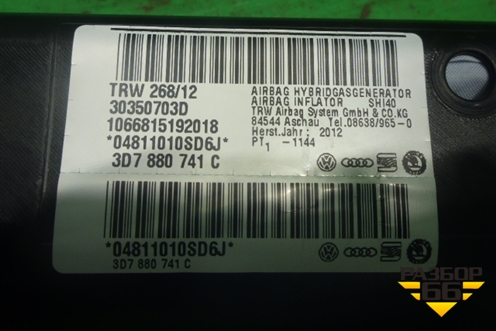 TRW 268/12
30350703D
1066815192018
*04811010SD6J*
3D7 880 741 C
AIRBAG HYBRIDGASGENERATOR
AIRBAG INFLATOR SHI40
TRW Airbag System GmbH & CO.KG
84544 Aschau Tel.08638/965-0
Herst.Jahr: 2012
PT1 -1144
*04811010SD6J*
3D7 880 741 C
РАЗБОР
66